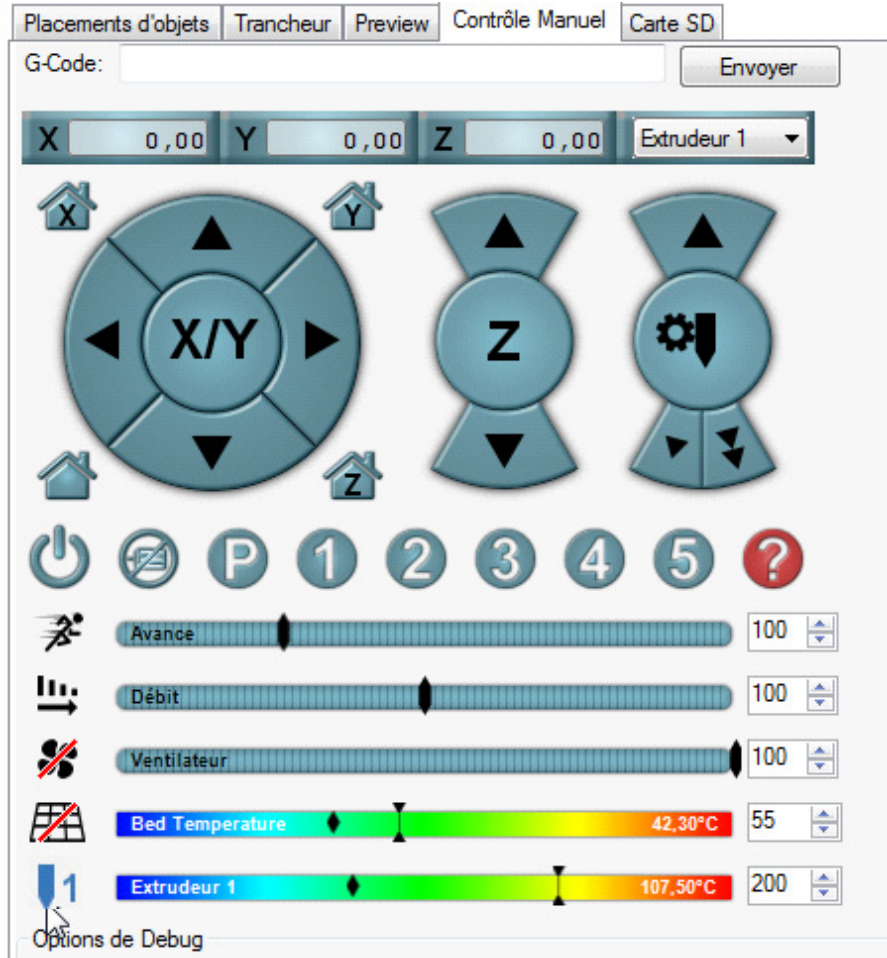 Placements d'objets Trancheur Preview Contrôle Manuel Carte SD
G-Code: Envoyer
X 0,00 Y 0,00 Z 0,00 Extrudeur 1
X Y
X/Y Z
Z
P 1 2 3 4 5 ?
Avance 100
Débit 100
Ventilateur 100
Bed Temperature 42,30°C 55
1 Extrudeur 1 107,50°C 200
Options de Debug